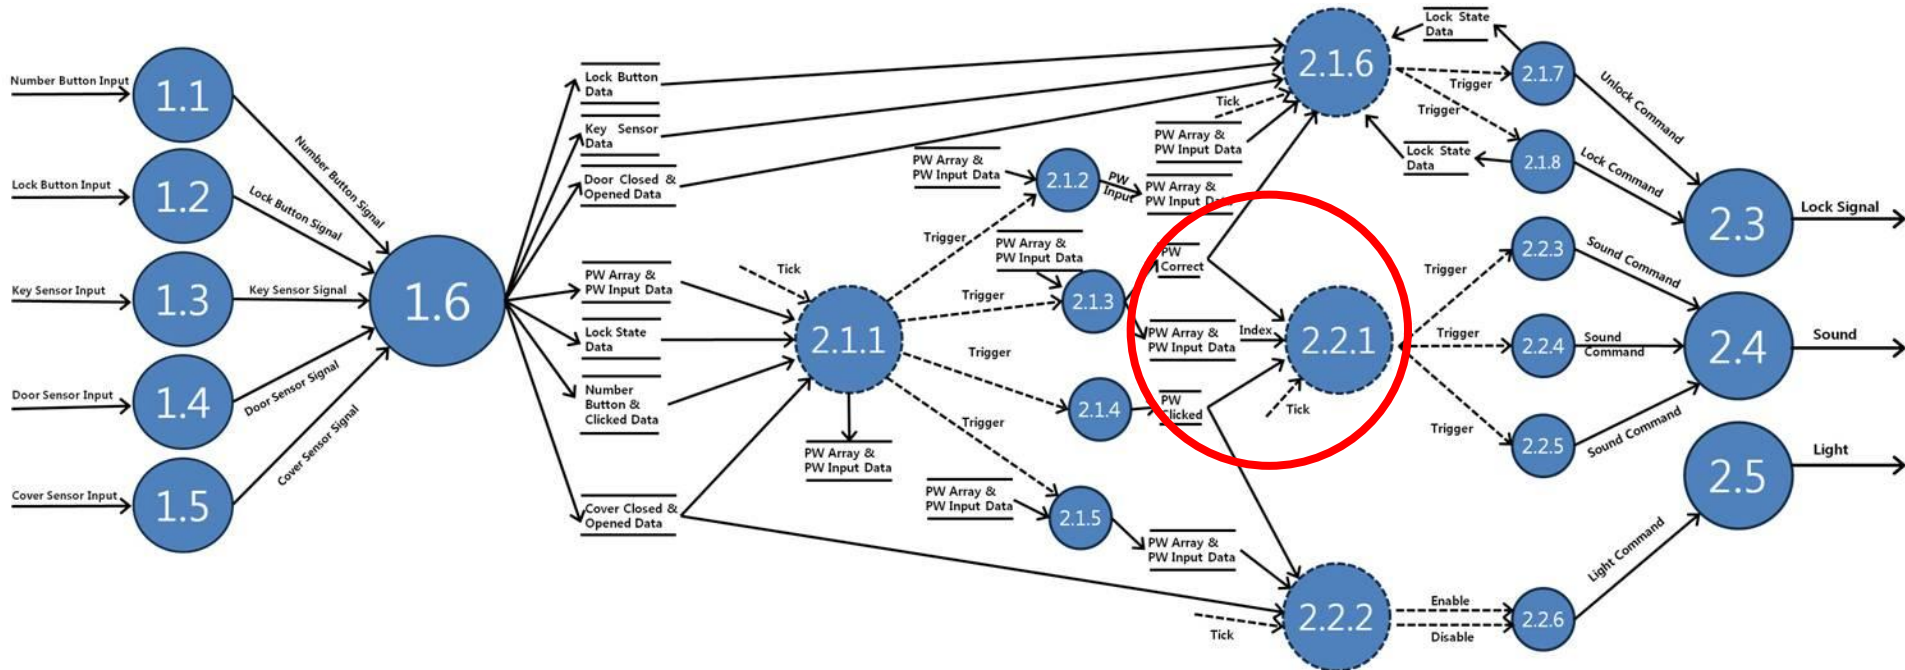 Number Button Input
1.1
Number Button Signal
Lock Button Input
1.2
Lock Button Signal
Key Sensor Input
1.3
Key Sensor Signal
Door Sensor Input
1.4
Door Sensor Signal
Cover Sensor Input
1.5
Cover Sensor Signal
1.6
Lock Button
Data
Key Sensor
Data
Door Closed &
Opened Data
PW Array &
PW Input Data
Lock State
Data
Number
Button &
Clicked Data
Cover Closed &
Opened Data
Tick
2.1.1
PW Array &
PW Input Data
Trigger
Trigger
Trigger
Trigger
PW Array &
PW Input Data
2.1.2
PW
Input
PW Array &
PW Input Data
PW Array &
PW Input Data
2.1.3
PW
Correct
PW Array &
PW Input Data
Index
2.1.4
PW
Clicked
PW Array &
PW Input Data
2.1.5
PW Array &
PW Input Data
Tick
PW Array &
PW Input Data
2.1.6
Lock State
Data
Trigger
2.1.7
Unlock Command
Trigger
Lock State
Data
2.1.8
Lock Command
2.3
Lock Signal
2.2.1
Tick
Trigger
2.2.3
Sound Command
Trigger
2.2.4
Sound
Command
Trigger
2.2.5
Sound Command
2.4
Sound
2.5
Light
Tick
2.2.2
Enable
Disable
2.2.6
Light Command